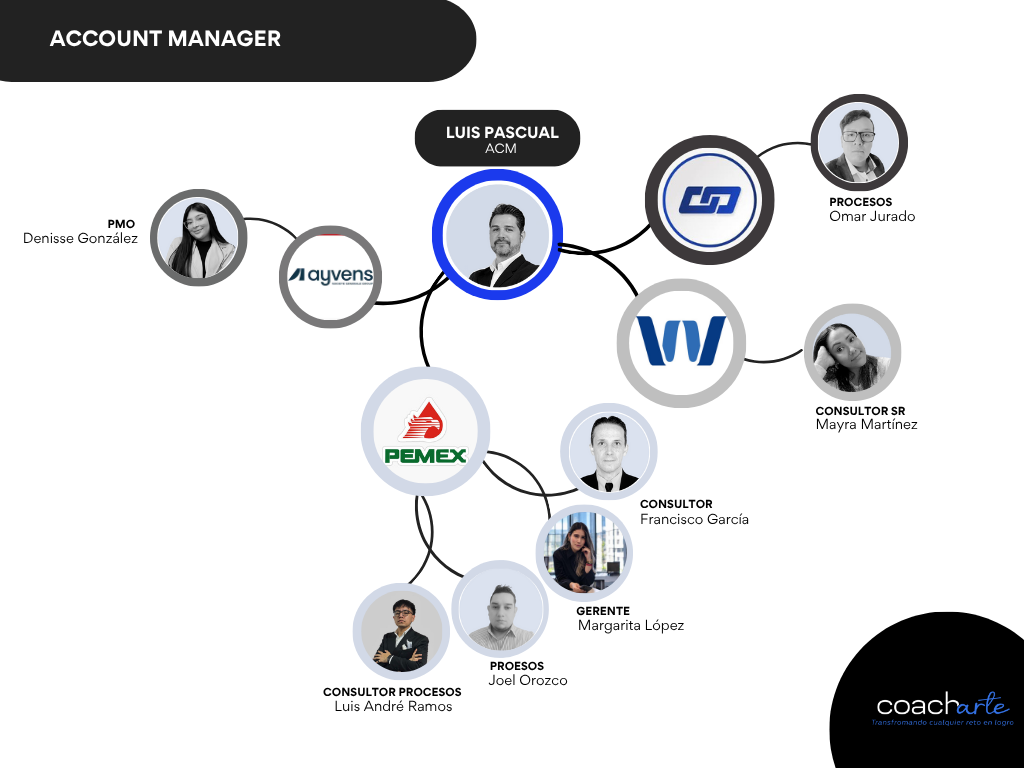 ACCOUNT MANAGER
LUIS PASCUAL
ACM
PROCESOS
Omar Jurado
PMO
Denisse González
ayvens
CONSULTOR SR
Mayra Martínez
PEMEX
CONSULTOR
Francisco García
GERENTE
Margarita López
PROESOS
Joel Orozco
CONSULTOR PROCESOS
Luis André Ramos
coacharte
Transfromando cualquier reto en logro